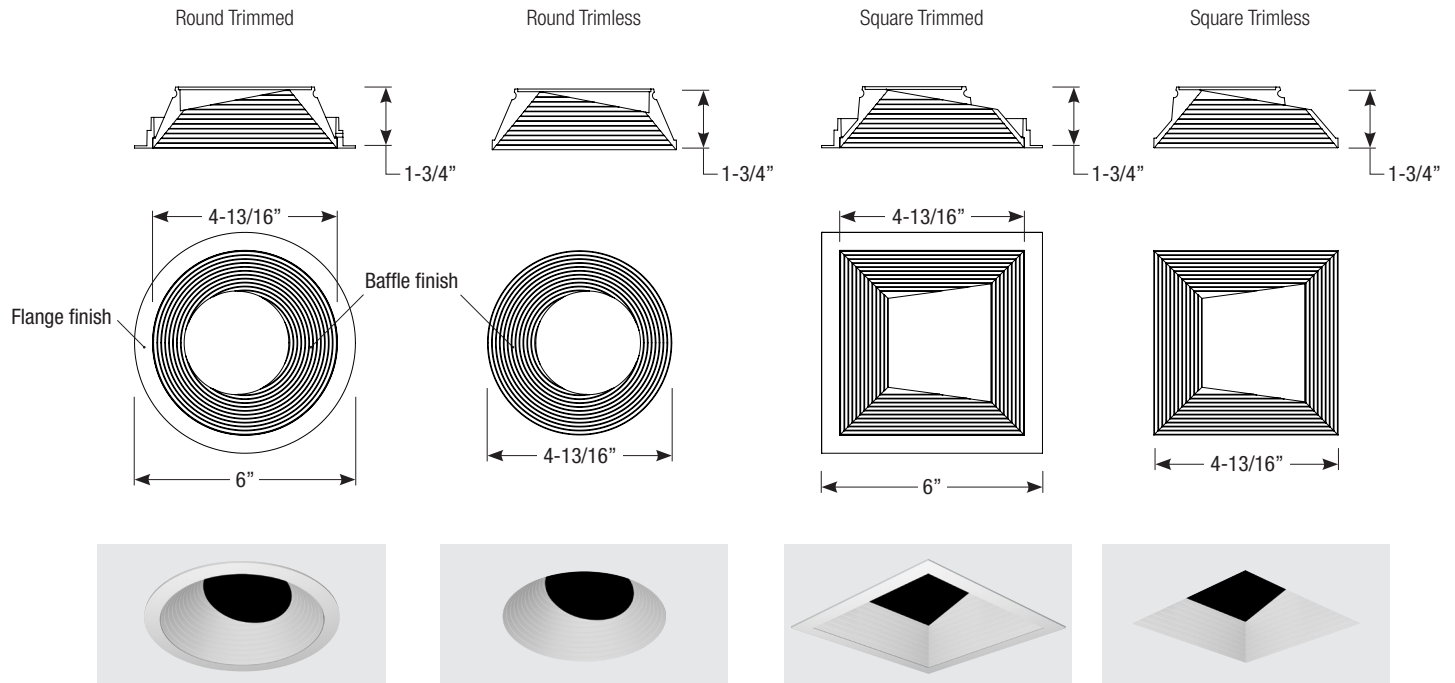 Round Trimmed
Round Trimless
Square Trimmed
Square Trimless
1-3/4”
1-3/4”
1-3/4”
1-3/4”
4-13/16”
4-13/16”
Baffle finish
Flange finish
4-13/16”
4-13/16”
6”
6”